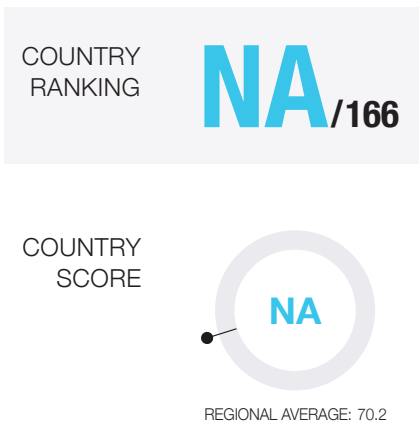 COUNTRY
RANKING
NA/166
COUNTRY
SCORE
NA
REGIONAL AVERAGE: 70.2